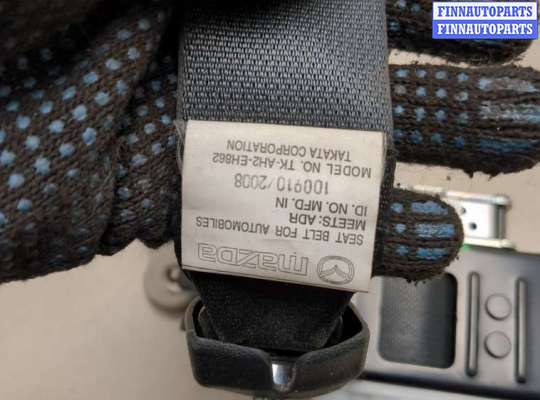 FINNAUTOPARTS
FINNAUTOPARTS
mazda
SEAT BELT FOR AUTOMOBILES
MEETS: ADR
ID. NO. MFD. IN
100910/2008
MODEL NO. TK-AH2-EH862
TAKATA CORPORATION